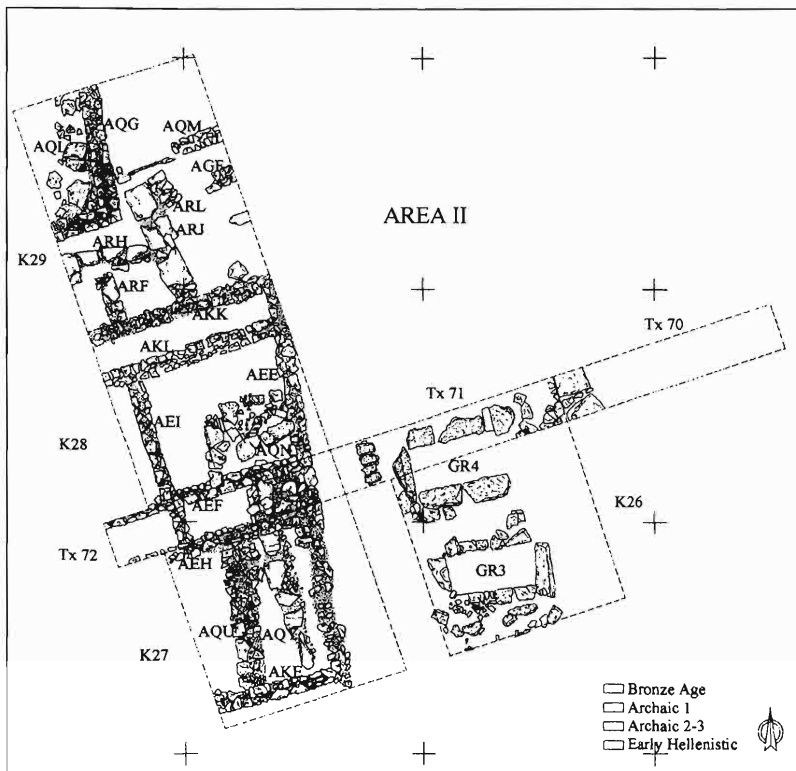 AQG
AQM
AQL
AGF
ARL
AREA II
ARJ
ARH
K29
ARF
AKK
Tx 70
AKI
AEE
Tx 71
AEI
K28
AQN
GR4
K26
AEF
Tx 72
AEH
GR3
AQU
AQY
K27
AKE
Bronze Age
Archaic 1
Archaic 2-3
Early Hellenistic